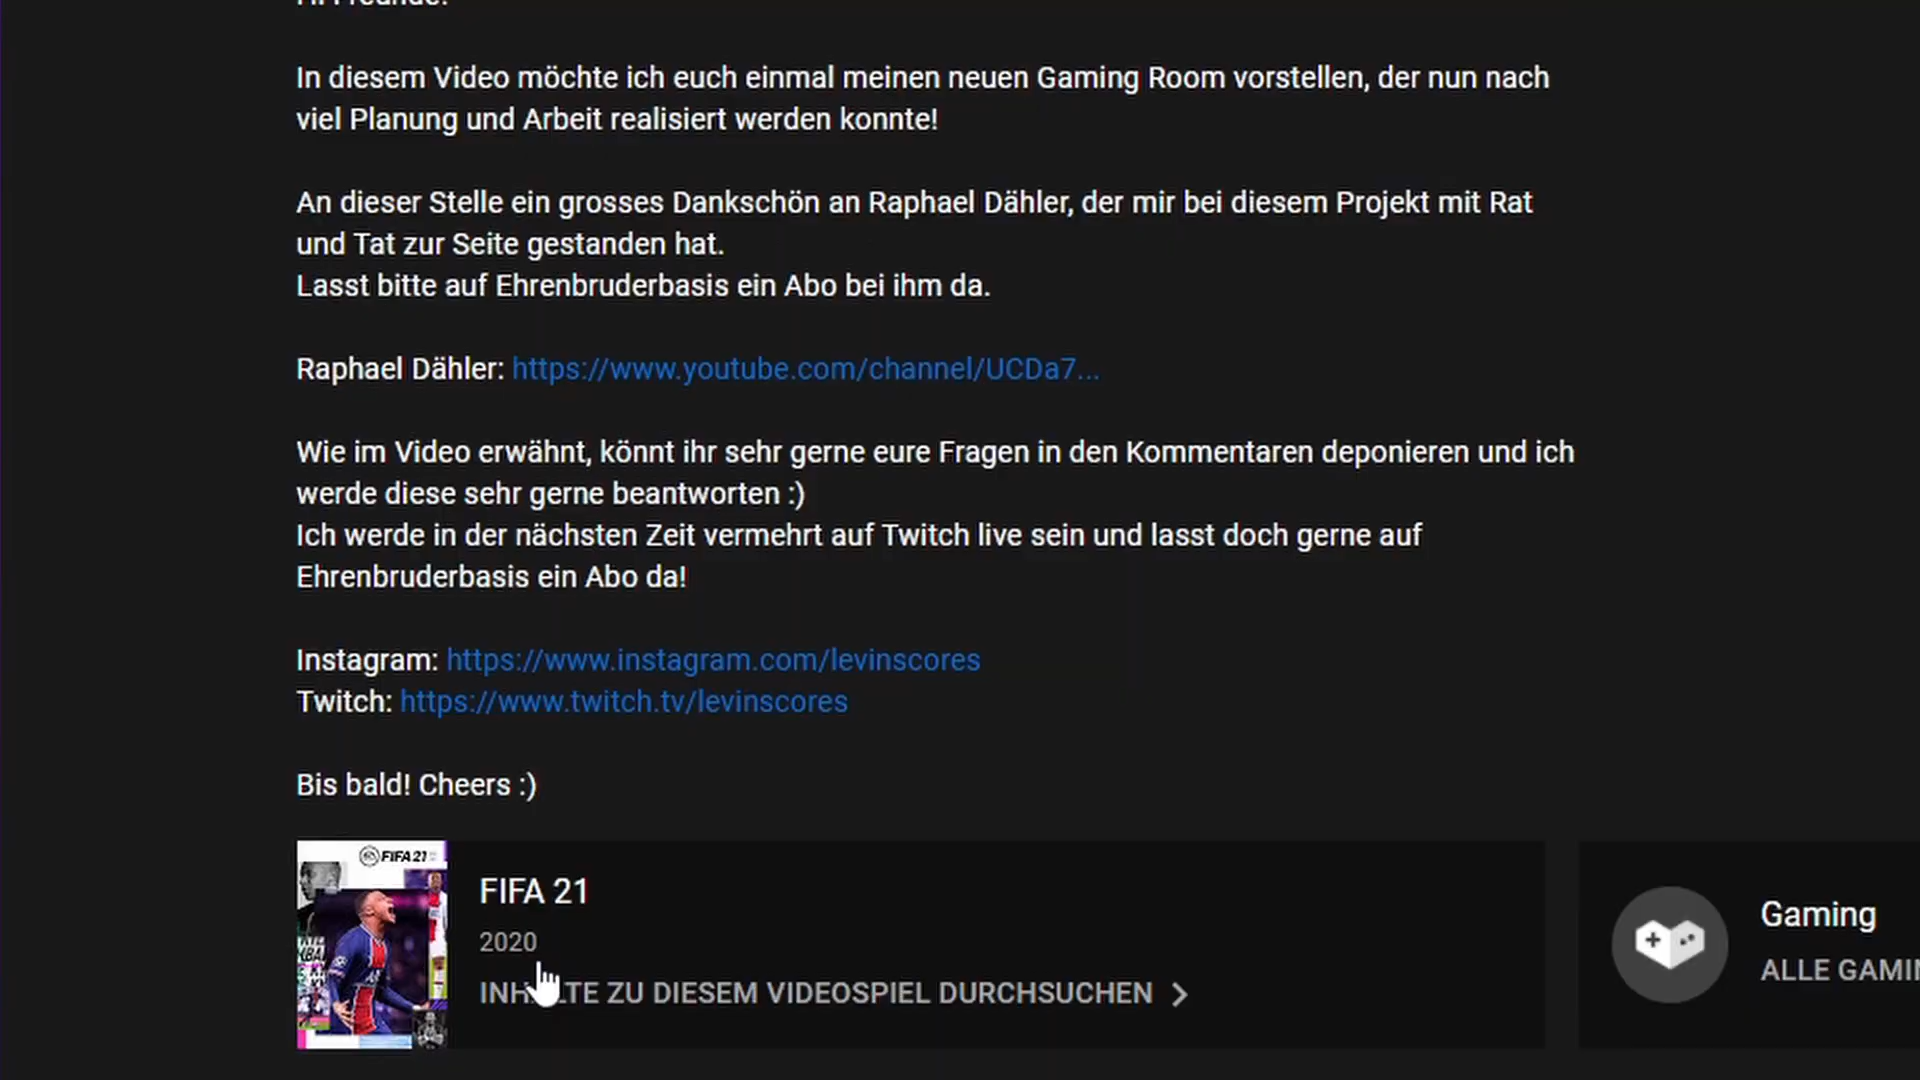 In diesem Video möchte ich euch einmal meinen neuen Gaming Room vorstellen, der nun nach
viel Planung und Arbeit realisiert werden konnte!
An dieser Stelle ein grosses Dankschön an Raphael Dähler, der mir bei diesem Projekt mit Rat
und Tat zur Seite gestanden hat.
Lasst bitte auf Ehrenbruderbasis ein Abo bei ihm da.
Raphael Dähler: https://www.youtube.com/channel/UCDa7...
Wie im Video erwähnt, könnt ihr sehr gerne eure Fragen in den Kommentaren deponieren und ich
werde diese sehr gerne beantworten :)
Ich werde in der nächsten Zeit vermehrt auf Twitch live sein und lasst doch gerne auf
Ehrenbruderbasis ein Abo da!
Instagram: https://www.instagram.com/levinscores
Twitch: https://www.twitch.tv/levinscores
Bis bald! Cheers :)
FIFA 21
FIFA 21
2020
ZU DIESEM VIDEOSPIEL DURCHSUCHEN
Gaming
ALLE